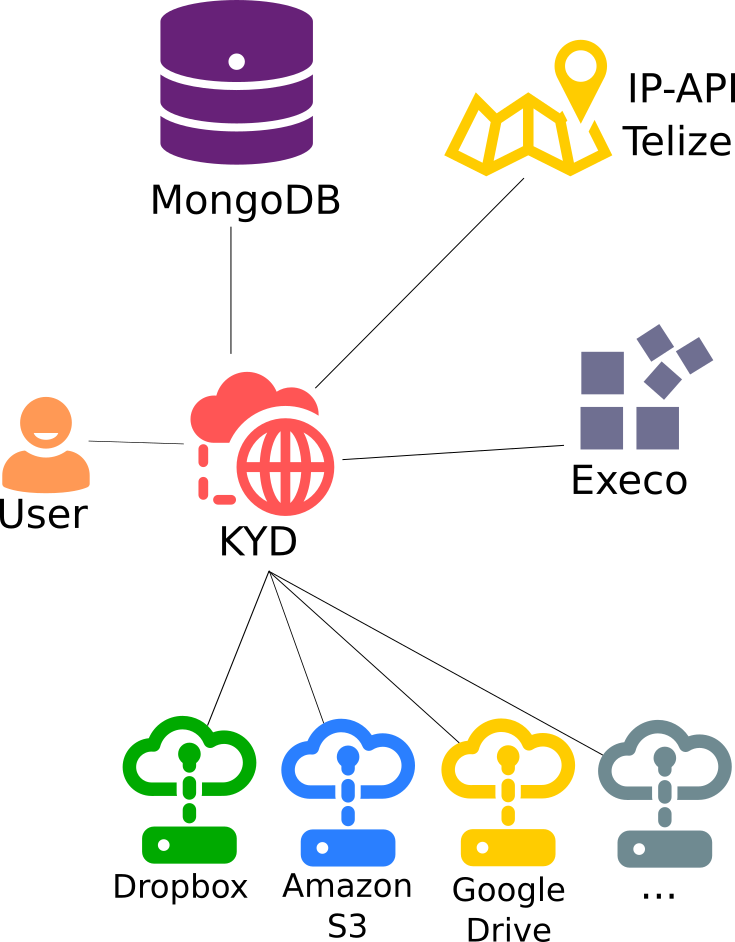 IP-API
Telize
MongoDB
Execo
User
KYD
Dropbox
Amazon
S3
Google
Drive
...